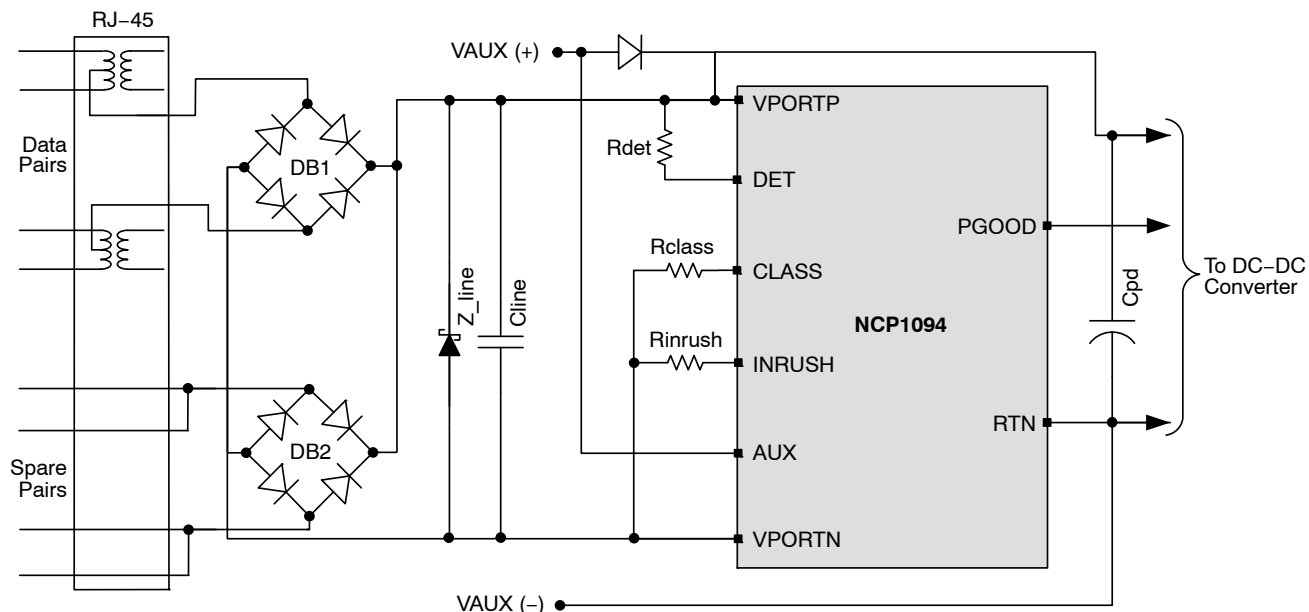 RJ−45
VAUX (+)
Data
Pairs
DB1
Rdet
VPORTP
DET
PGOOD
Rclass
CLASS
Z_line
Cline
NCP1094
Cpd
To DC−DC
Converter
Rinrush
INRUSH
RTN
Spare
Pairs
DB2
AUX
VPORTN
VAUX (−)